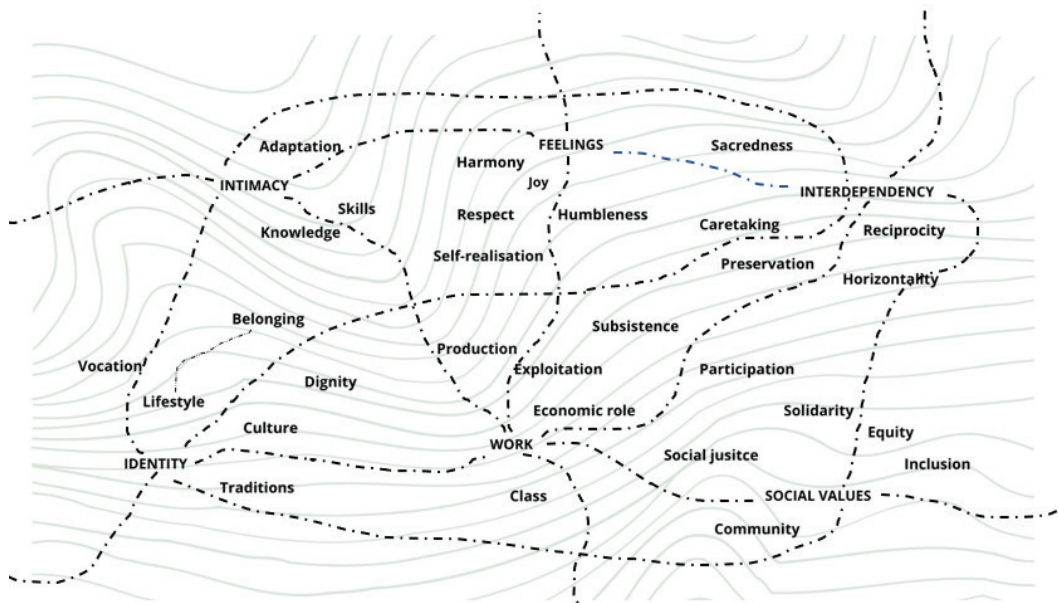 Adaptation
FEELINGS
Sacredness
Harmony
Joy
INTIMACY
INTERDEPENDENCY
Skills
Respect
Humbleness
Knowledge
Caretaking
Reciprocity
Self-realisation
Preservation
Horizontality
Belonging
Subsistence
Production
Vocation
Exploitation
Participation
Dignity
Lifestyle
Economic role
Solidarity
Culture
Equity
WORK
Social jusitce
IDENTITY
Inclusion
Traditions
Class
SOCIAL VALUES
Community